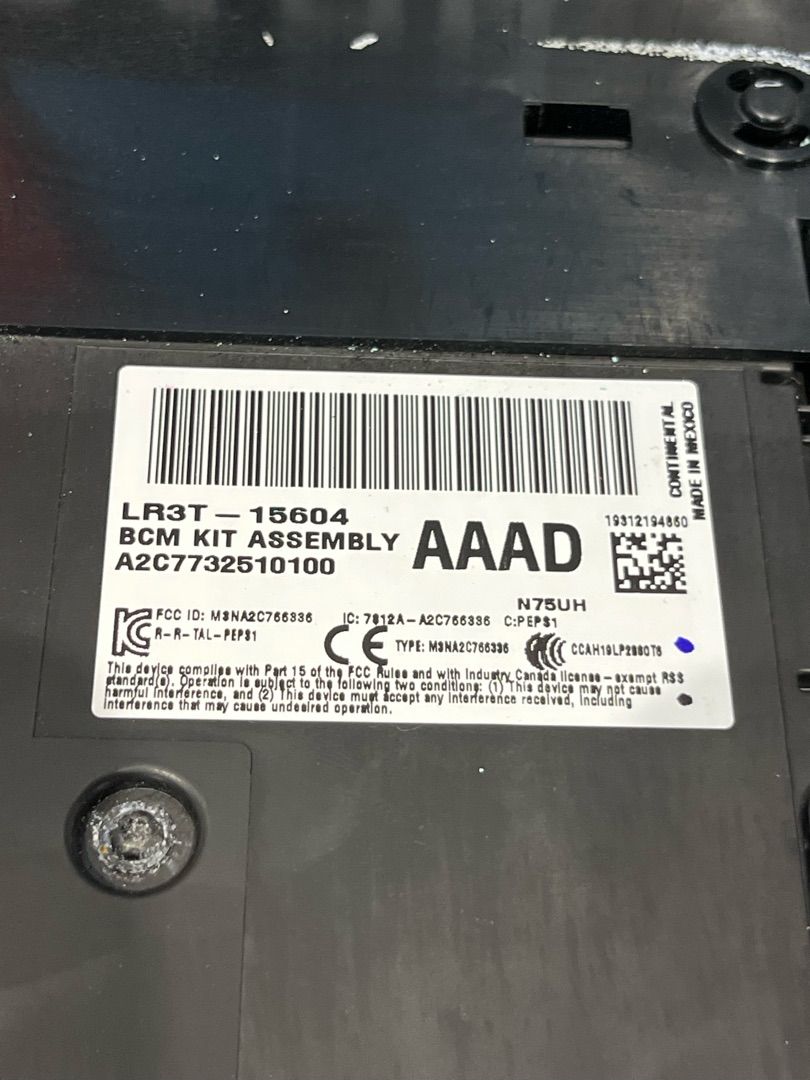 CONTINENTAL
MADE IN MEXICO
LR3T-15604
BCM KIT ASSEMBLY
AAAD
A2C7732510100
19312194860
N75UH
FCC ID: M3NA2C766336 IC: 7812A-A2C766336 C:PEPS1
R-R-TAL-PEPS1
CE
TYPE: M3NA2C766336
CCC
CCAH19LP2980T6
This device complies with Part 15 of the FCC Rules and with Industry Canada license-exempt RSS
standard(s). Operation is subject to the following two conditions: (1) This device may not cause
harmful interference, and (2) This device must accept any interference received, including
interference that may cause undesired operation.